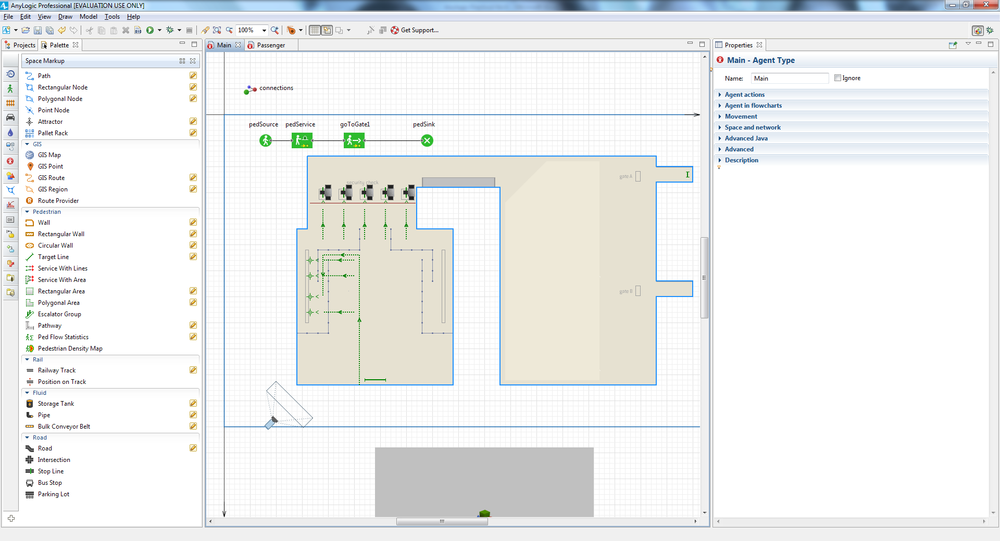 AnyLogic Professional [EVALUATION USE ONLY]
File Edit View Draw Model Tools Help
100% Get Support...
Projects Palette
Space Markup
Path
Rectangular Node
Polygonal Node
Point Node
Attractor
Pallet Rack
GIS
GIS Map
GIS Point
GIS Route
GIS Region
Route Provider
Pedestrian
Wall
Rectangular Wall
Circular Wall
Target Line
Service With Lines
Service With Area
Rectangular Area
Polygonal Area
Escalator Group
Pathway
Ped Flow Statistics
Pedestrian Density Map
Rail
Railway Track
Position on Track
Fluid
Storage Tank
Pipe
Bulk Conveyor Belt
Road
Road
Intersection
Stop Line
Bus Stop
Parking Lot
Main Passenger
connections
pedSource pedService goToGate1 pedSink
security check
gate A
gate B
Properties
Main - Agent Type
Name: Main Ignore
Agent actions
Agent in flowcharts
Movement
Space and network
Advanced Java
Advanced
Description